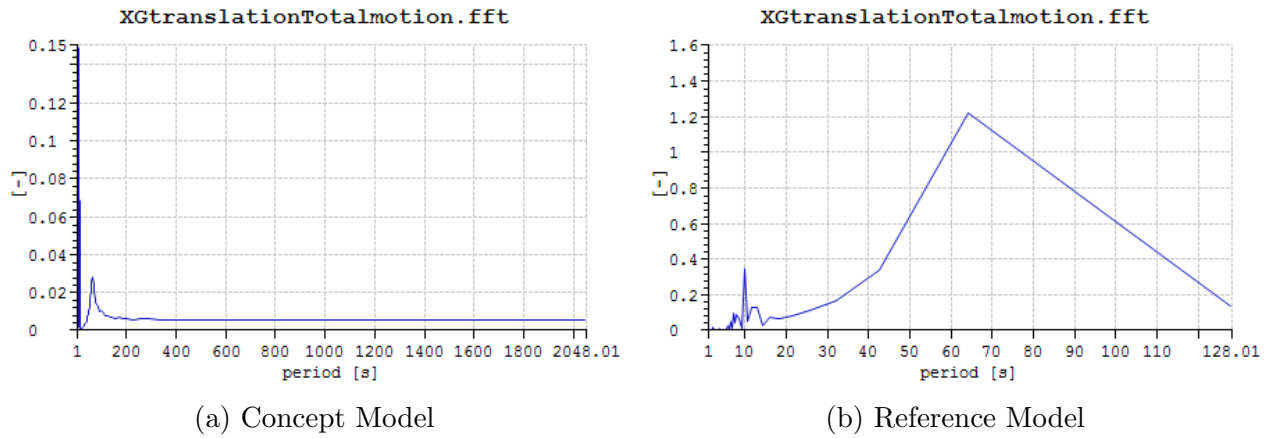 XGtranslationTotalmotion.fft
0.15
0.12
0.1
0.08
0.06
0.04
0.02
0
[-]
1 200 400 600 800 1000 1200 1400 1600 1800 2048.01
period [s]
(a) Concept Model
XGtranslationTotalmotion.fft
1.6
1.4
1.2
1
0.8
0.6
0.4
0.2
0
[-]
1 10 20 30 40 50 60 70 80 90 100 110 128.01
period [s]
(b) Reference Model